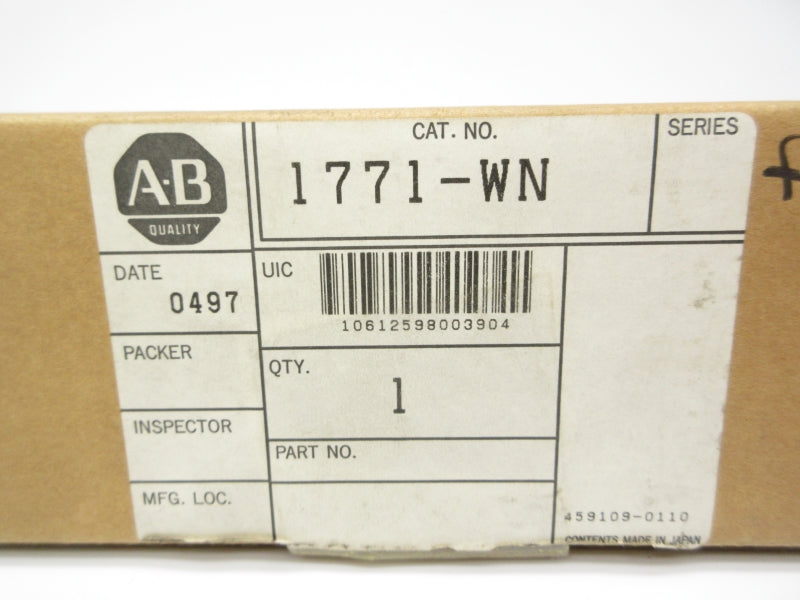 A·B
QUALITY
CAT. NO.
1771-WN
SERIES
DATE
0497
UIC
10612598003904
PACKER
QTY.
1
INSPECTOR
PART NO.
MFG. LOC.
459109-0110
CONTENTS MADE IN JAPAN